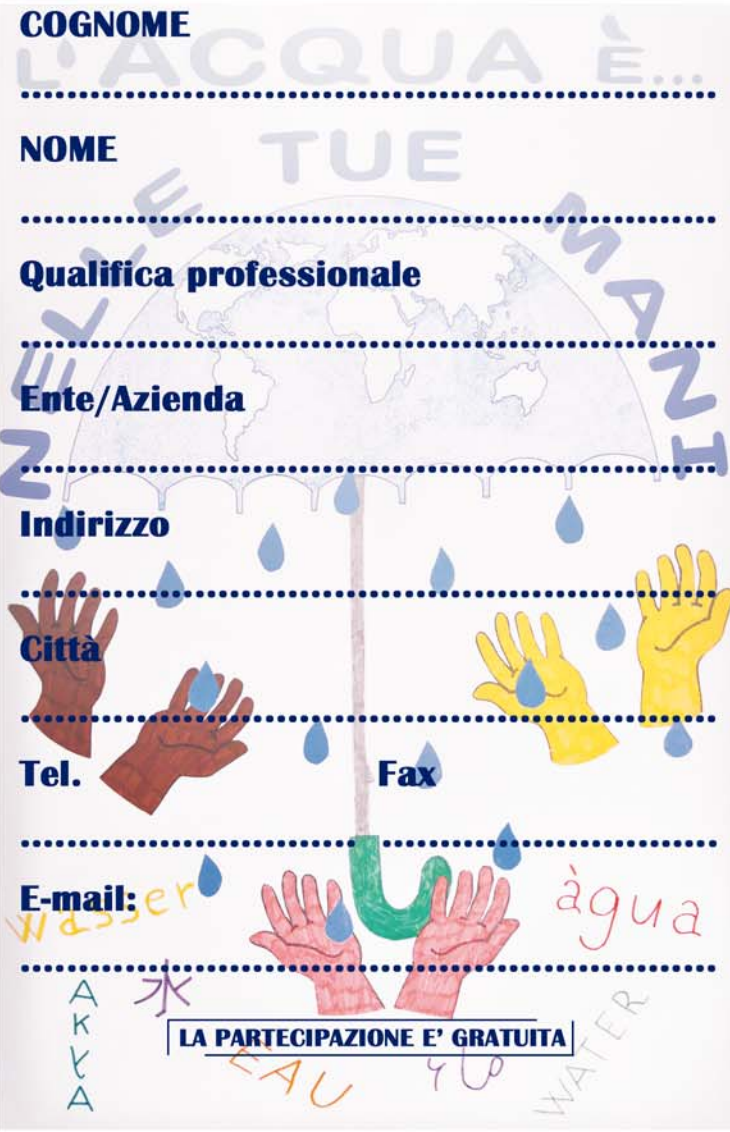 COGNOME
L'ACQUA È...
NOME
NELLE TUE MANI
Qualifica professionale
Ente/Azienda
Indirizzo
Città
Tel. Fax
E-mail:
wasser
àgua
水
AKYA
LA PARTECIPAZIONE E' GRATUITA
EAU
WATER